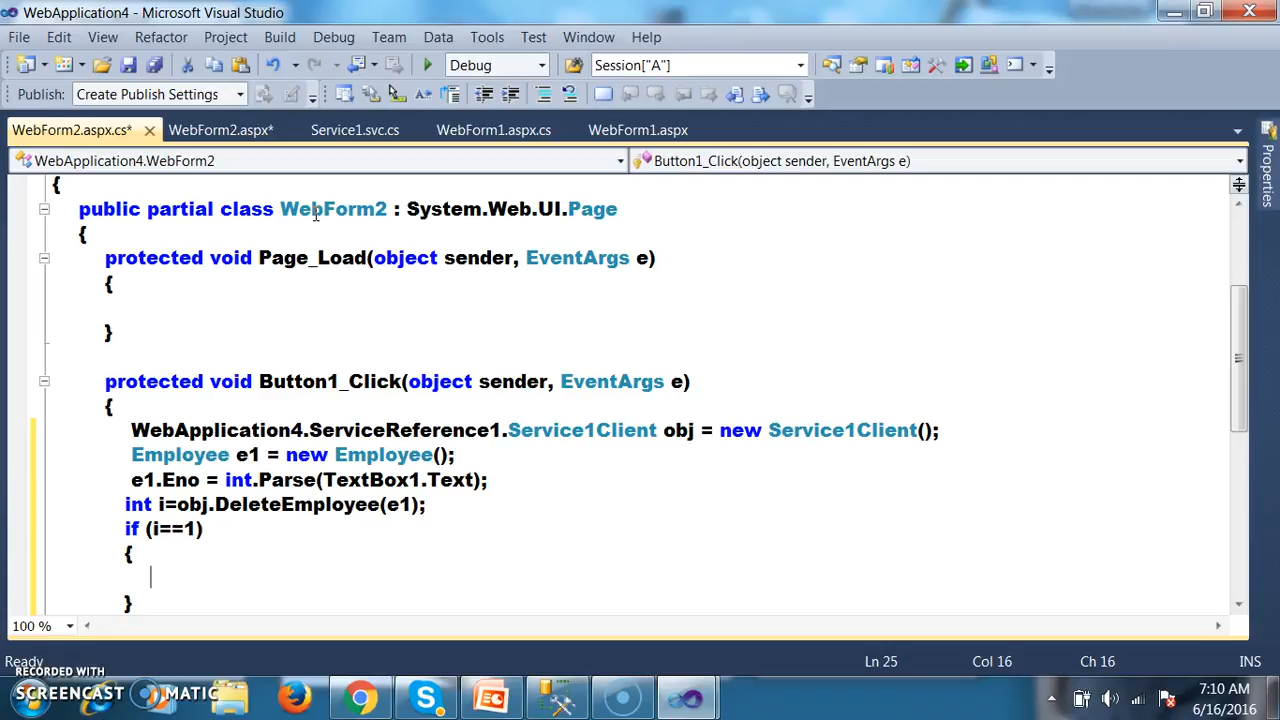 WebApplication4 - Microsoft Visual Studio
File Edit View Refactor Project Build Debug Team Data Tools Test Window Help
Debug Session["A"]
Publish: Create Publish Settings
WebForm2.aspx.cs* WebForm2.aspx* Service1.svc.cs WebForm1.aspx.cs WebForm1.aspx
WebApplication4.WebForm2 Button1_Click(object sender, EventArgs e)
Properties
{
public partial class WebForm2 : System.Web.UI.Page
{
protected void Page_Load(object sender, EventArgs e)
{
}
protected void Button1_Click(object sender, EventArgs e)
{
WebApplication4.ServiceReference1.Service1Client obj = new Service1Client();
Employee e1 = new Employee();
e1.Eno = int.Parse(TextBox1.Text);
int i=obj.DeleteEmployee(e1);
if (i==1)
{
}
100 %
Ready Ln 25 Col 16 Ch 16 INS
RECORDED WITH
SCREENCAST MATIC
7:10 AM
6/16/2016